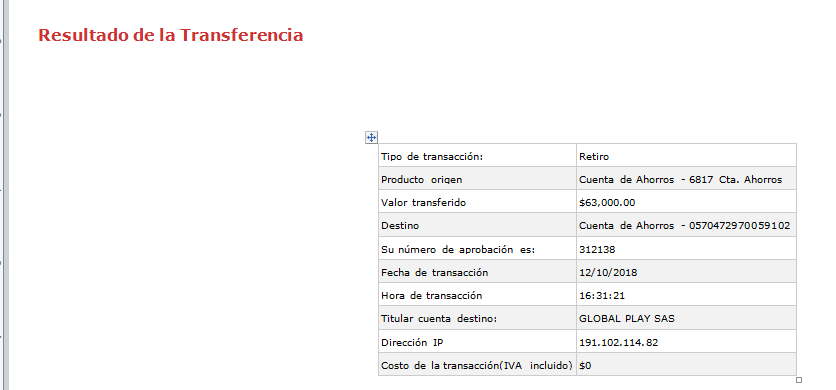 Resultado de la Transferencia
Tipo de transacción: Retiro
Producto origen Cuenta de Ahorros - 6817 Cta. Ahorros
Valor transferido $63,000.00
Destino Cuenta de Ahorros - 0570472970059102
Su número de aprobación es: 312138
Fecha de transacción 12/10/2018
Hora de transacción 16:31:21
Titular cuenta destino: GLOBAL PLAY SAS
Dirección IP 191.102.114.82
Costo de la transacción(IVA incluido) $0